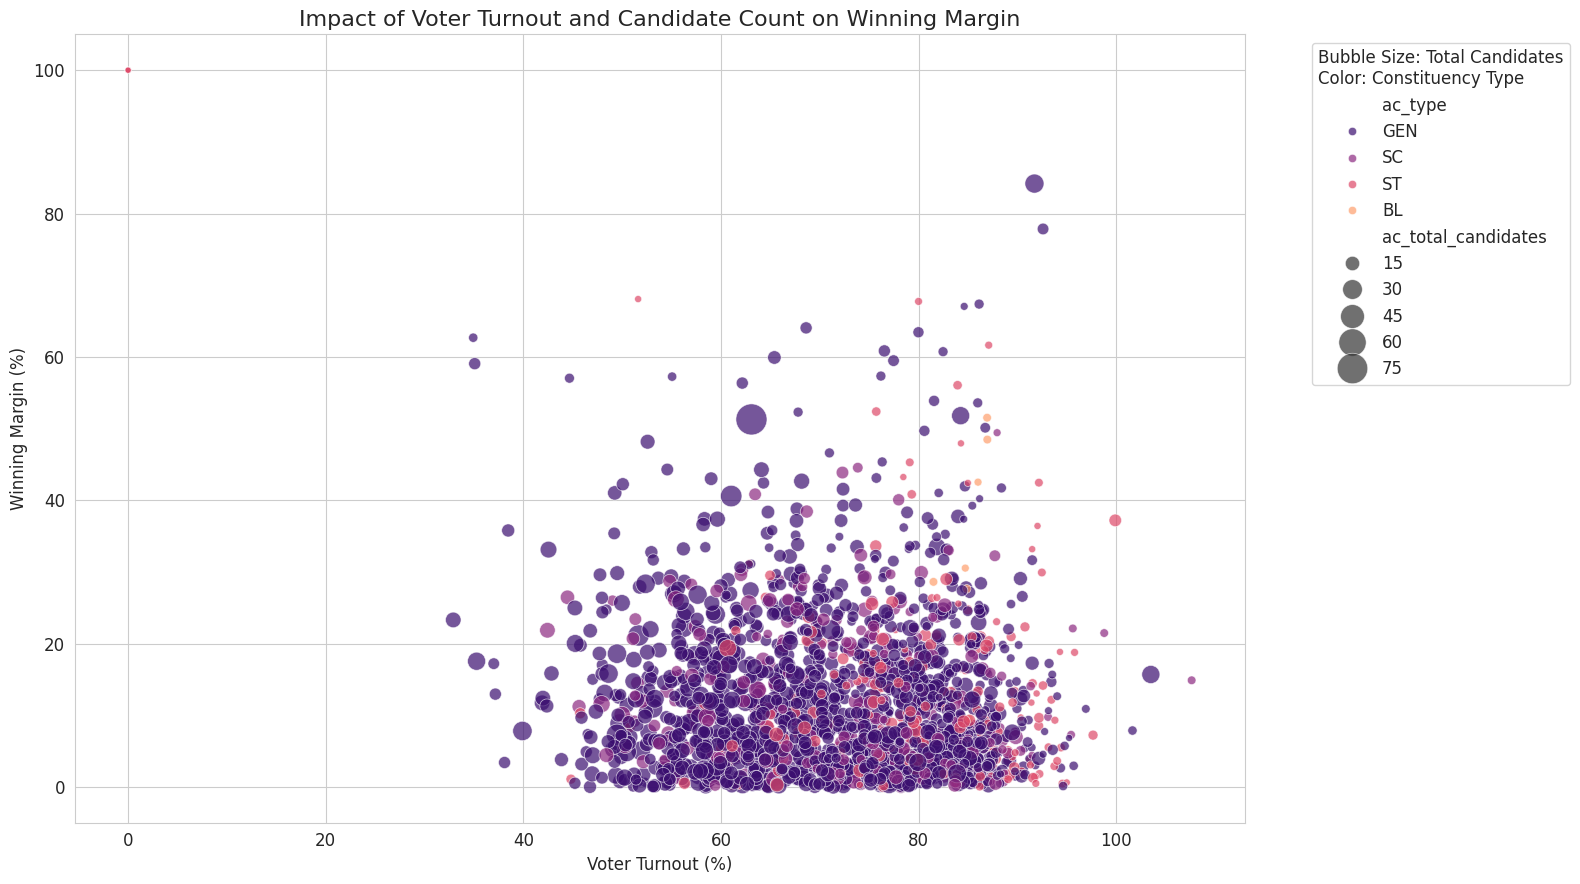 Impact of Voter Turnout and Candidate Count on Winning Margin
100
80
60
40
20
0
Winning Margin (%)
0
20
40
60
80
100
Voter Turnout (%)
Bubble Size: Total Candidates
Color: Constituency Type
ac_type
GEN
SC
ST
BL
ac_total_candidates
15
30
45
60
75